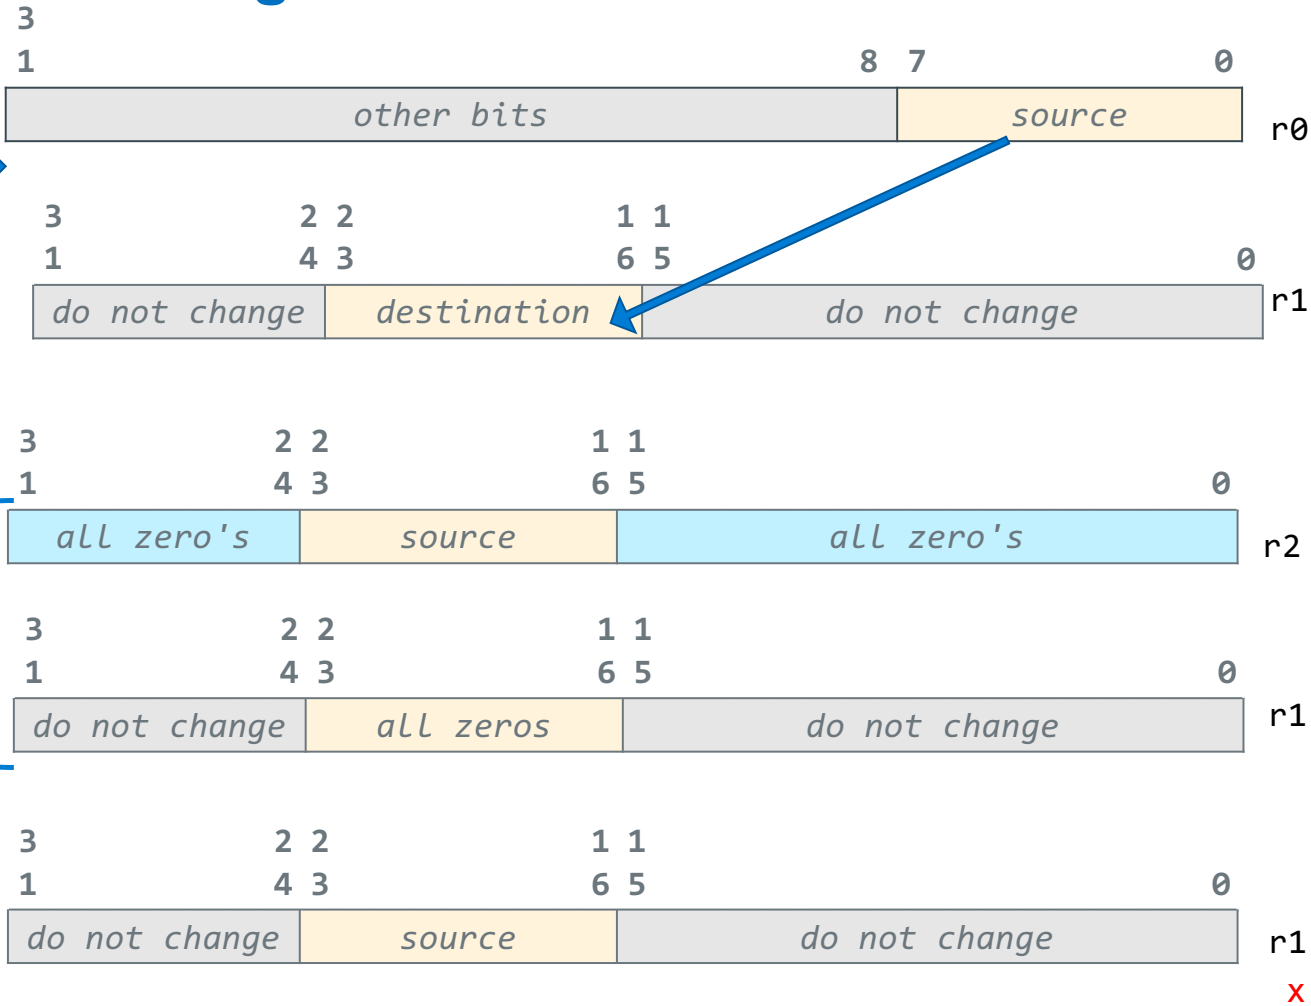 3
1 8 7 0
other bits source r0
3 2 2 1 1
1 4 3 6 5 0
do not change destination do not change r1
3 2 2 1 1
1 4 3 6 5 0
all zero's source all zero's r2
3 2 2 1 1
1 4 3 6 5 0
do not change all zeros do not change r1
3 2 2 1 1
1 4 3 6 5 0
do not change source do not change r1
x